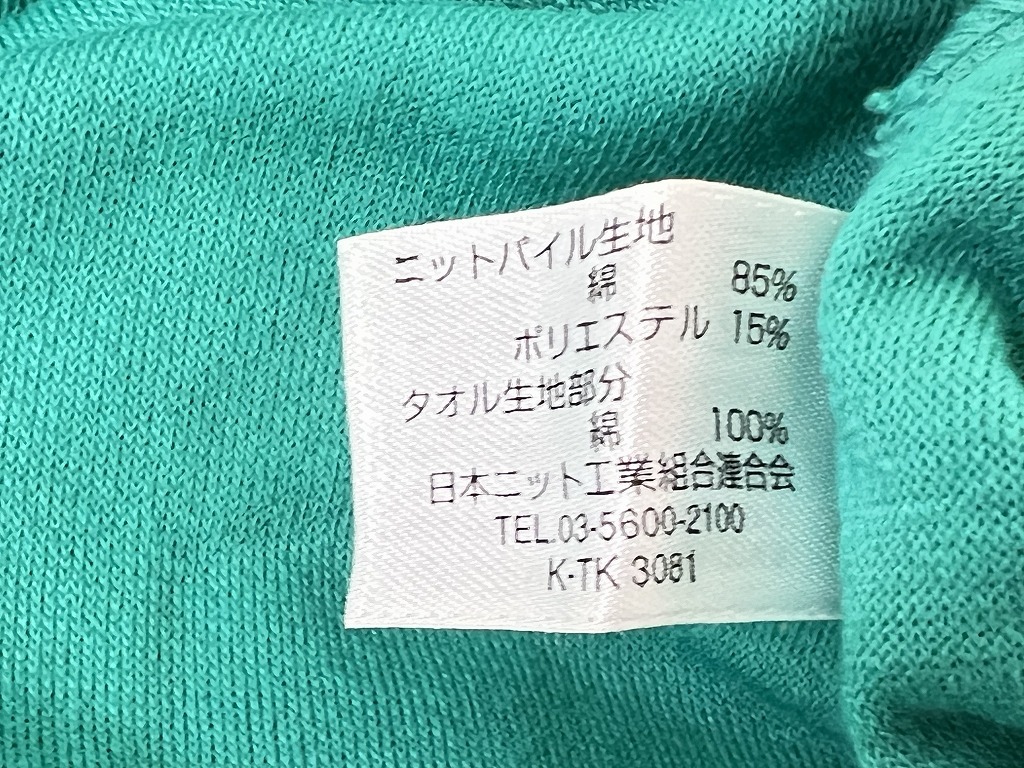 ニットパイル生地
綿 85%
ポリエステル 15%
タオル生地部分
綿 100%
日本ニット工業組合連合会
TEL.03-5600-2100
K-TK 3081